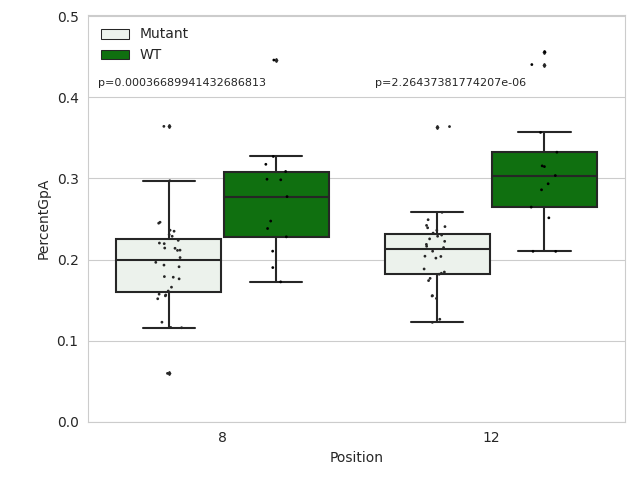 0.5
Mutant
WT
p=0.00036689941432686813
p=2.26437381774207e-06
0.4
0.3
PercentGpA
0.2
0.1
0.0
8
12
Position